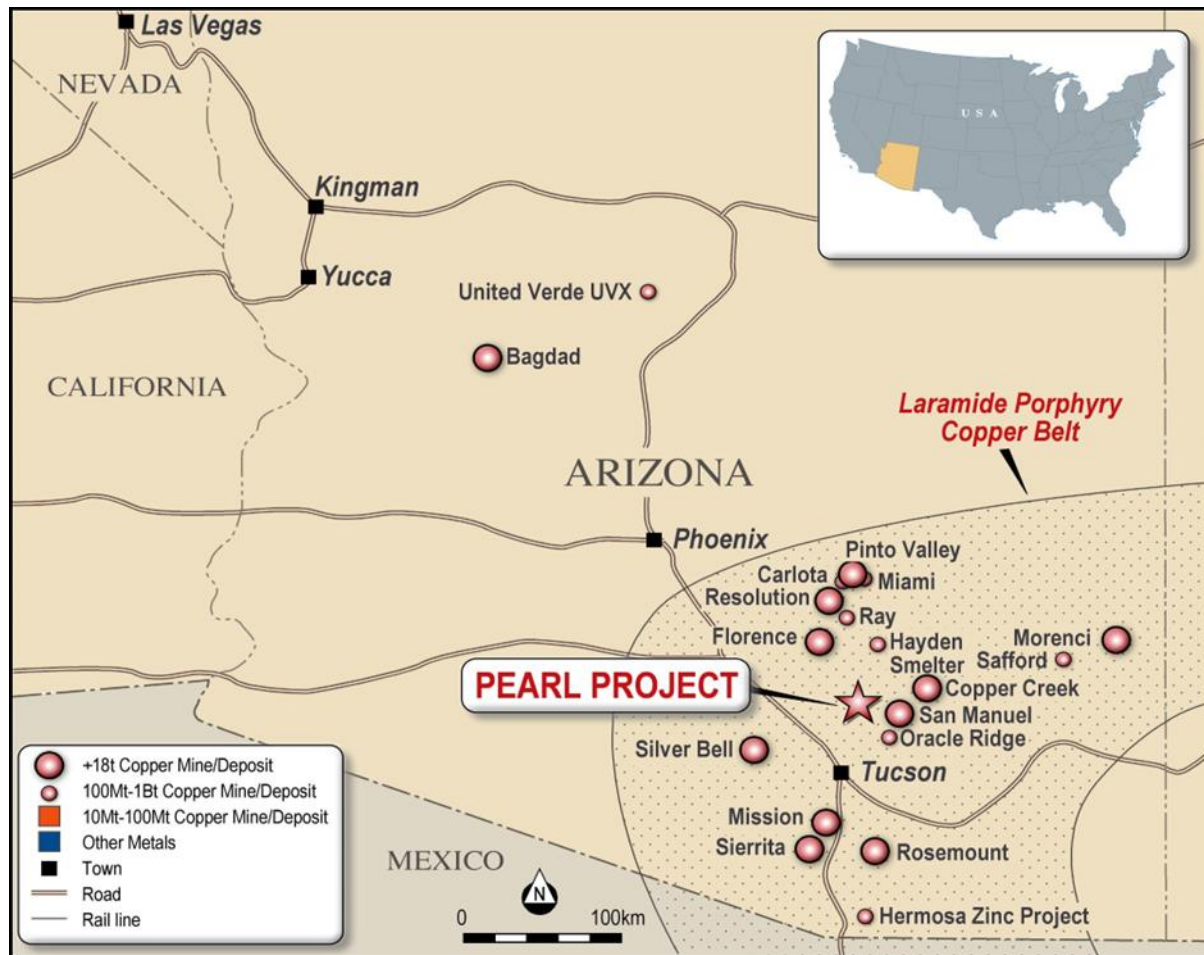 Las Vegas
NEVADA
USA
Kingman
Yucca
United Verde UVX
Bagdad
CALIFORNIA
Laramide Porphyry
Copper Belt
ARIZONA
Phoenix
Pinto Valley
Carlota
Miami
Resolution
Ray
Florence
Hayden
Smelter
Morenci
Safford
PEARL PROJECT
Copper Creek
San Manuel
Oracle Ridge
Silver Bell
Tucson
Mission
Sierrita
Rosemount
MEXICO
Hermosa Zinc Project
+18t Copper Mine/Deposit
100Mt-1Bt Copper Mine/Deposit
10Mt-100Mt Copper Mine/Deposit
Other Metals
Town
Road
Rail line
N
0 100km